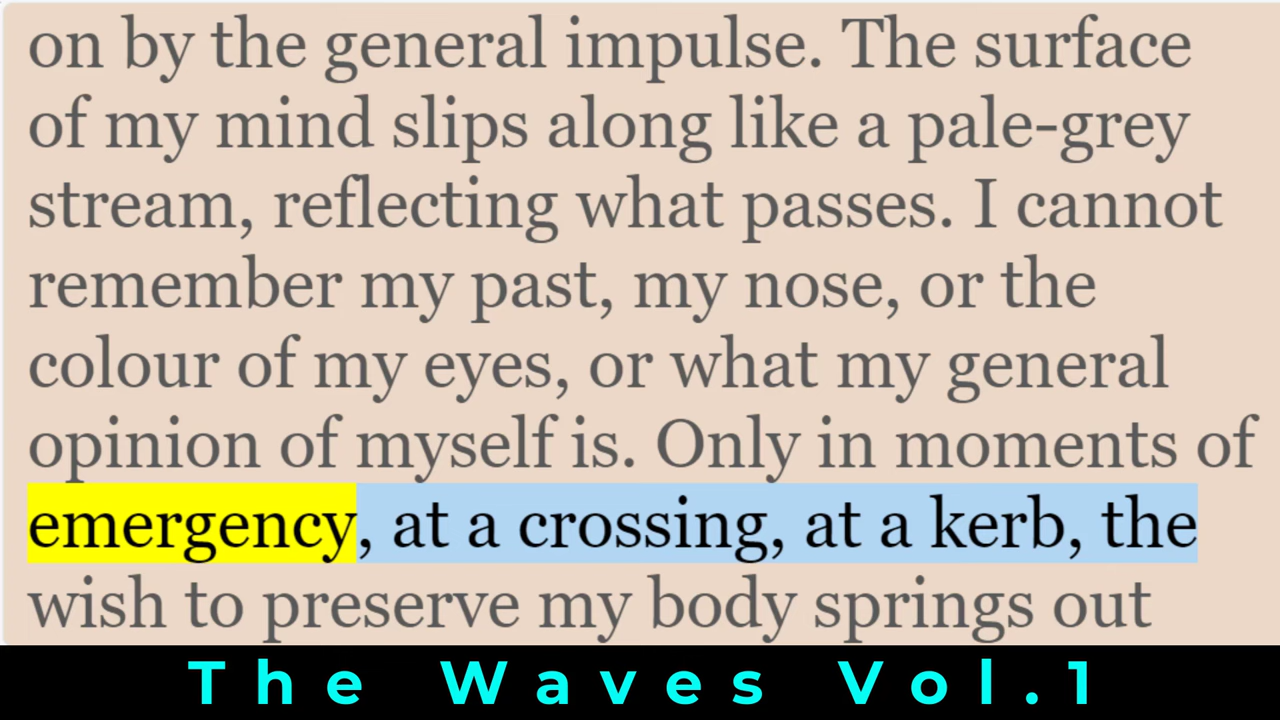 on by the general impulse. The surface
of my mind slips along like a pale-grey
stream, reflecting what passes. I cannot
remember my past, my nose, or the
colour of my eyes, or what my general
opinion of myself is. Only in moments of
emergency, at a crossing, at a kerb, the
wish to preserve my body springs out
The Waves Vol.1